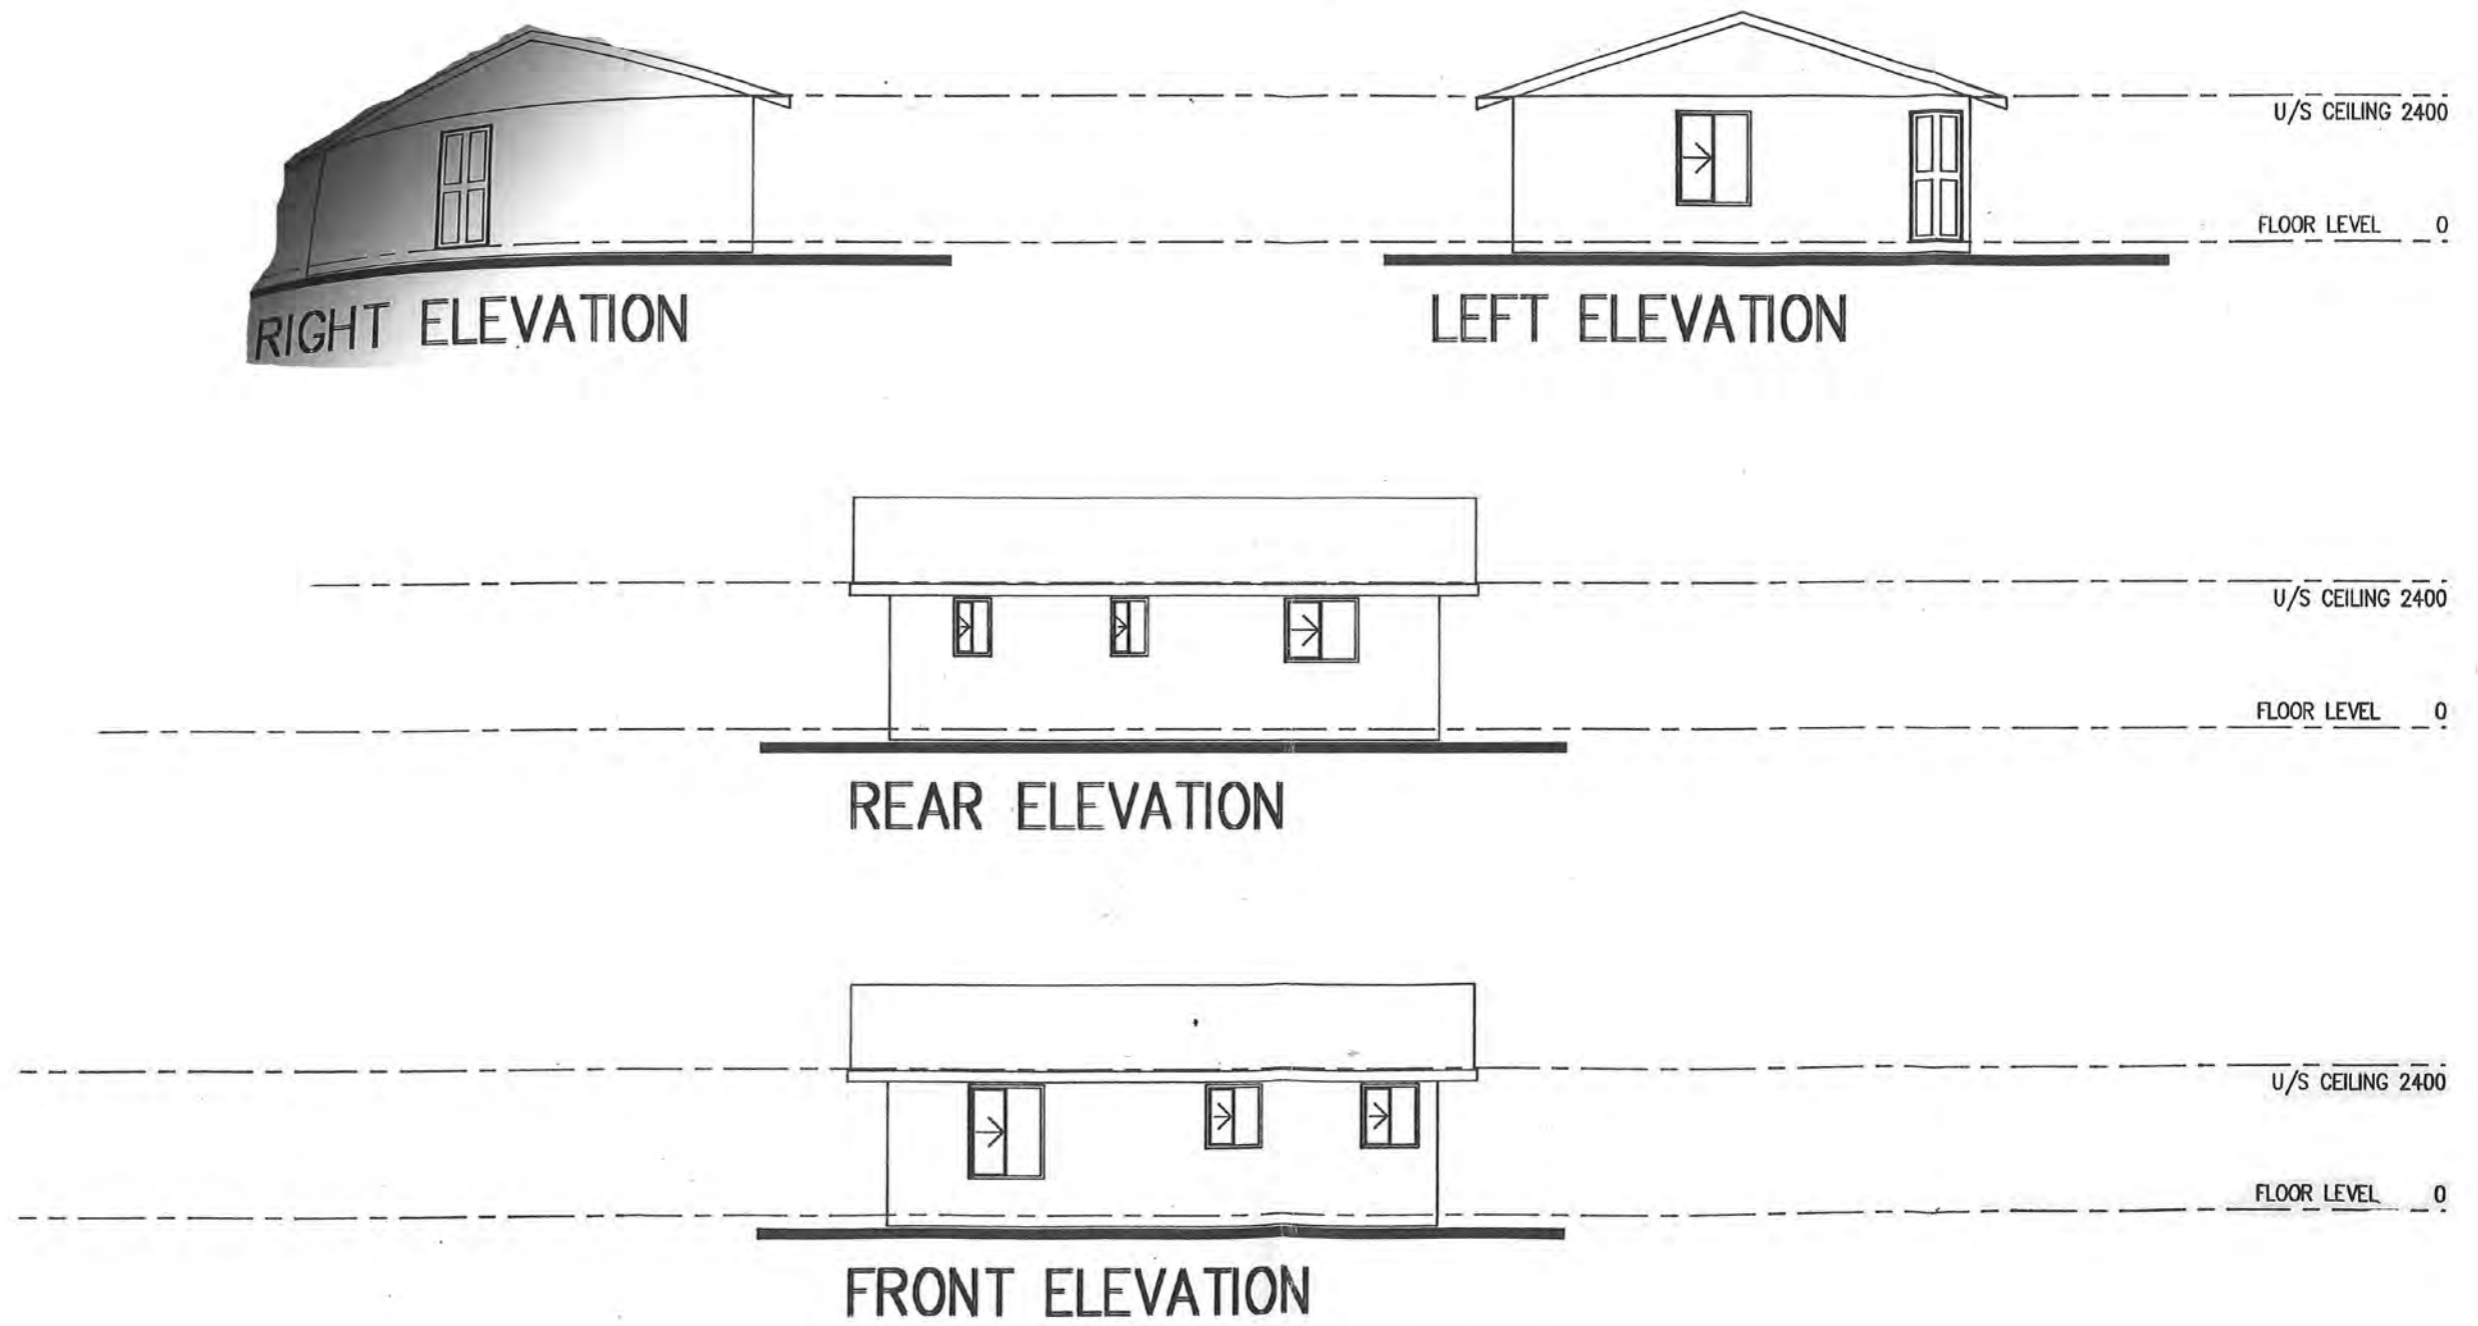 U/S CEILING 2400
FLOOR LEVEL 0
RIGHT ELEVATION
LEFT ELEVATION
U/S CEILING 2400
FLOOR LEVEL 0
REAR ELEVATION
U/S CEILING 2400
FLOOR LEVEL 0
FRONT ELEVATION